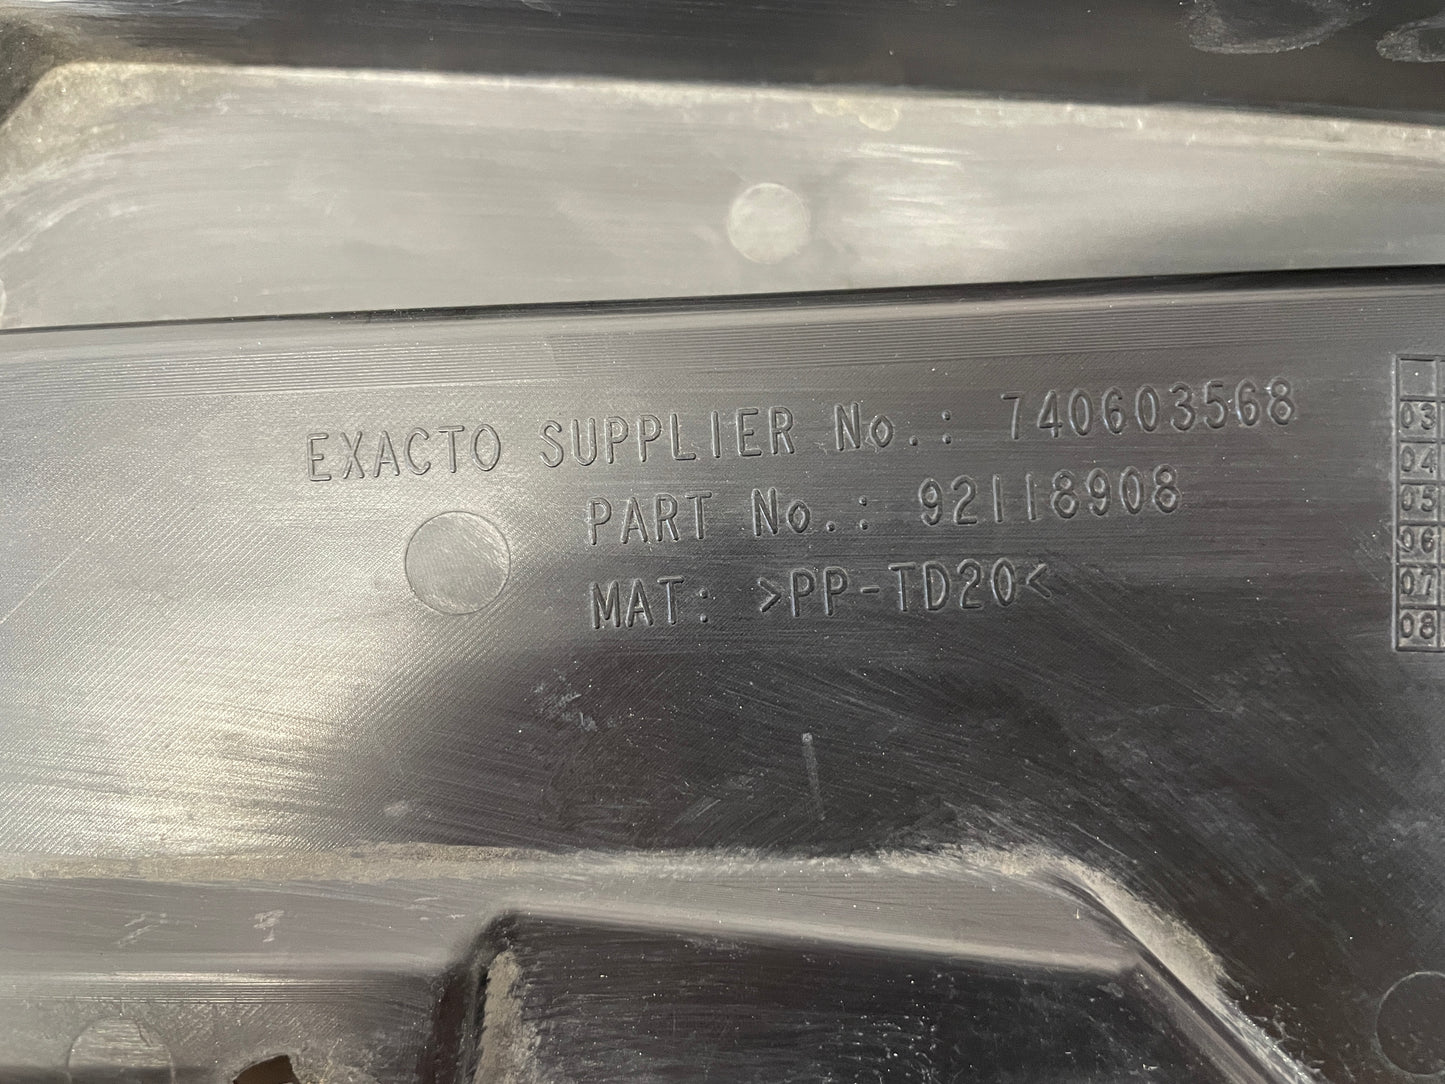 EXACTO SUPPLIER No.: 740603568
PART No.: 92118908
MAT: >PP-TD20<
03
04
05
06
07
08